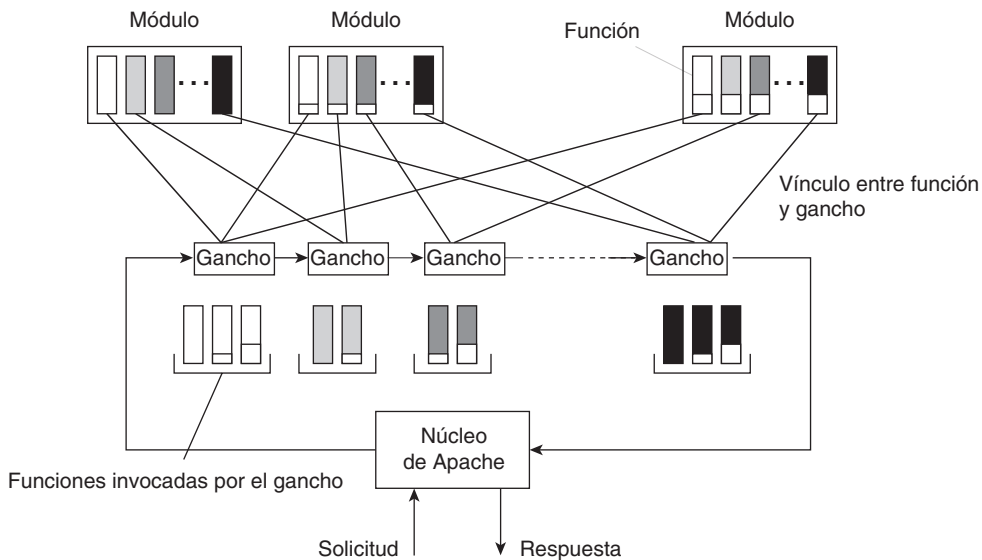 Módulo
Módulo
Módulo
Función
Vínculo entre función
y gancho
Gancho
Gancho
Gancho
Gancho
Núcleo
de Apache
Funciones invocadas por el gancho
Solicitud
Respuesta